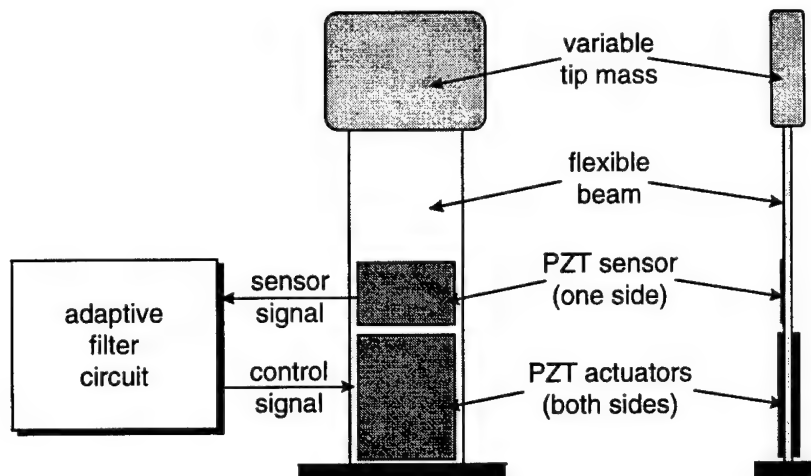 variable
tip mass
flexible
beam
PZT sensor
(one side)
sensor
signal
adaptive
filter
circuit
control
signal
PZT actuators
(both sides)